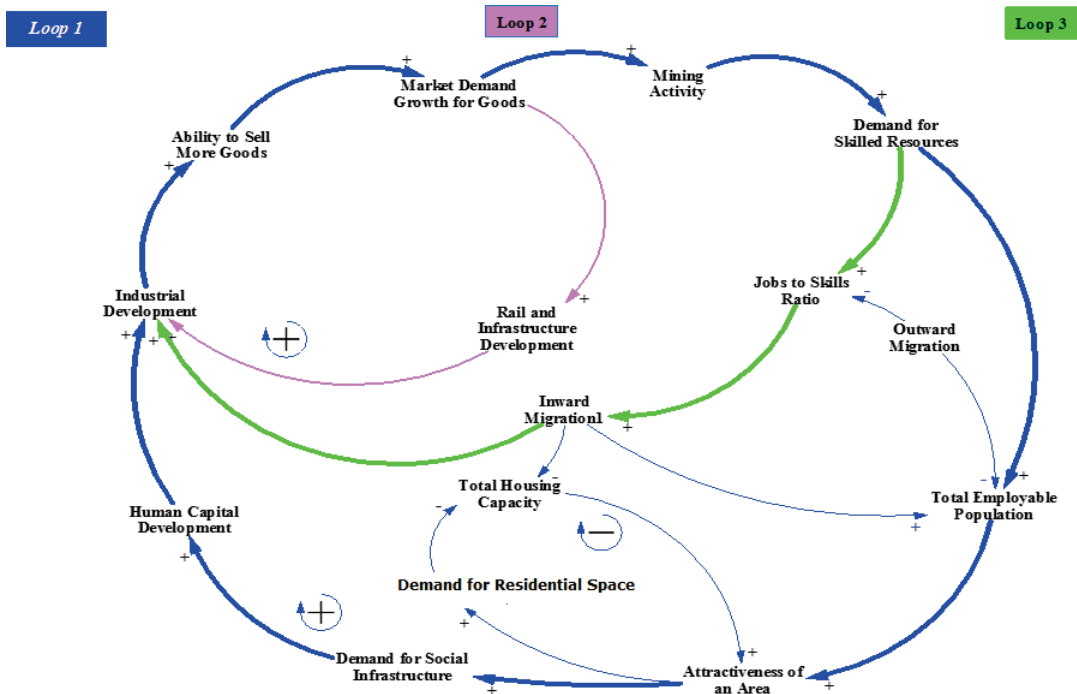 Loop 1
Loop 2
Loop 3
+
Market Demand
Growth for Goods
+
Mining
Activity
+
Demand for
Skilled Resources
Ability to Sell
More Goods
+
Industrial
Development
+
+
+
+
Rail and
Infrastructure
Development
+
Jobs to Skills
Ratio
+
-
Outward
Migration
Inward
Migration1
+
Total Housing
Capacity
-
-
−
Human Capital
Development
+
Total Employable
Population
+
-
+
Demand for Residential Space
+
+
Demand for Social
Infrastructure
+
Attractiveness of
an Area
+
+